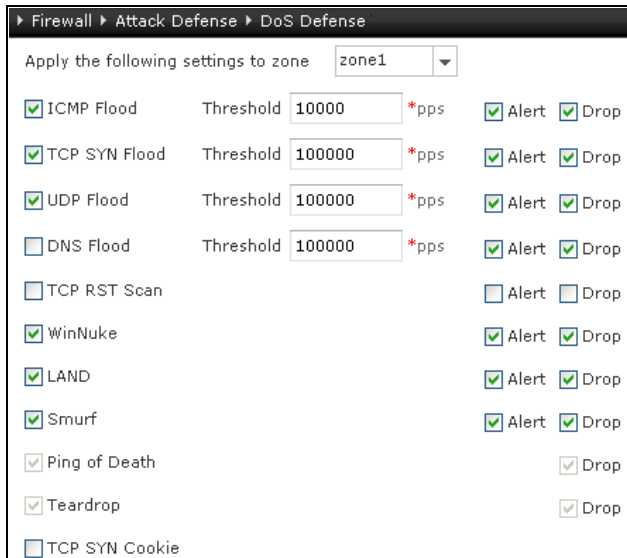 Firewall Attack Defense DoS Defense
Apply the following settings to zone zone1
ICMP Flood Threshold 10000 *pps Alert Drop
TCP SYN Flood Threshold 100000 *pps Alert Drop
UDP Flood Threshold 100000 *pps Alert Drop
DNS Flood Threshold 100000 *pps Alert Drop
TCP RST Scan Alert Drop
WinNuke Alert Drop
LAND Alert Drop
Smurf Alert Drop
Ping of Death Drop
Teardrop Drop
TCP SYN Cookie